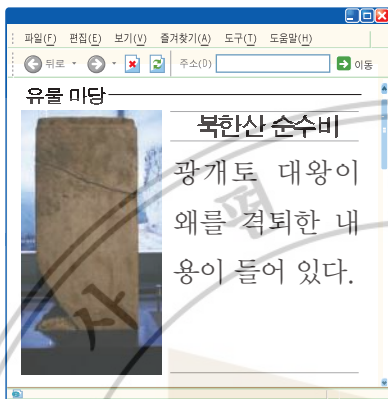 파일(F) 편집(E) 보기(V) 즐겨찾기(A) 도구(T) 도움말(H)
뒤로 주소(D) 이동
유물 마당
북한산 순수비
광개토 대왕이
왜를 격퇴한 내
용이 들어 있다.